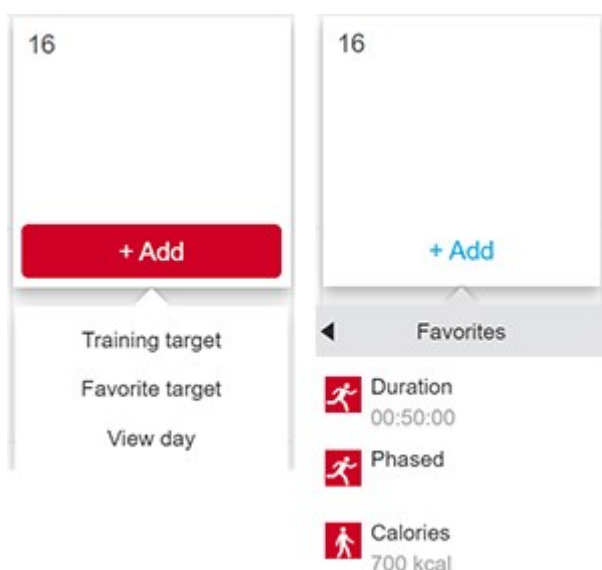 16
+ Add
Training target
Favorite target
View day
16
+ Add
Favorites
Duration
00:50:00
Phased
Calories
700 kcal